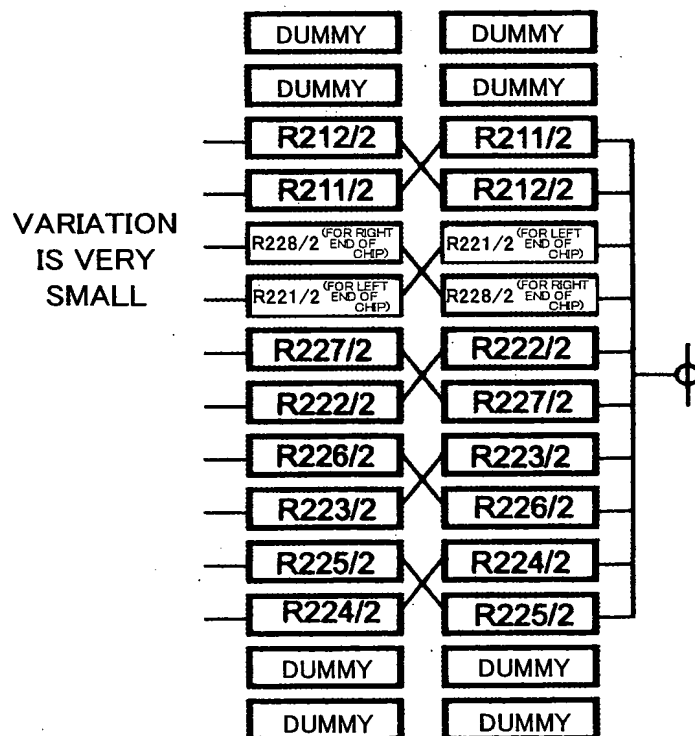 DUMMY DUMMY
DUMMY DUMMY
R212/2 R211/2
R211/2 R212/2
VARIATION
IS VERY
SMALL
R228/2 (FOR RIGHT END OF CHIP) R221/2 (FOR LEFT END OF CHIP)
R221/2 (FOR LEFT END OF CHIP) R228/2 (FOR RIGHT END OF CHIP)
R227/2 R222/2
R222/2 R227/2
R226/2 R223/2
R223/2 R226/2
R225/2 R224/2
R224/2 R225/2
DUMMY DUMMY
DUMMY DUMMY